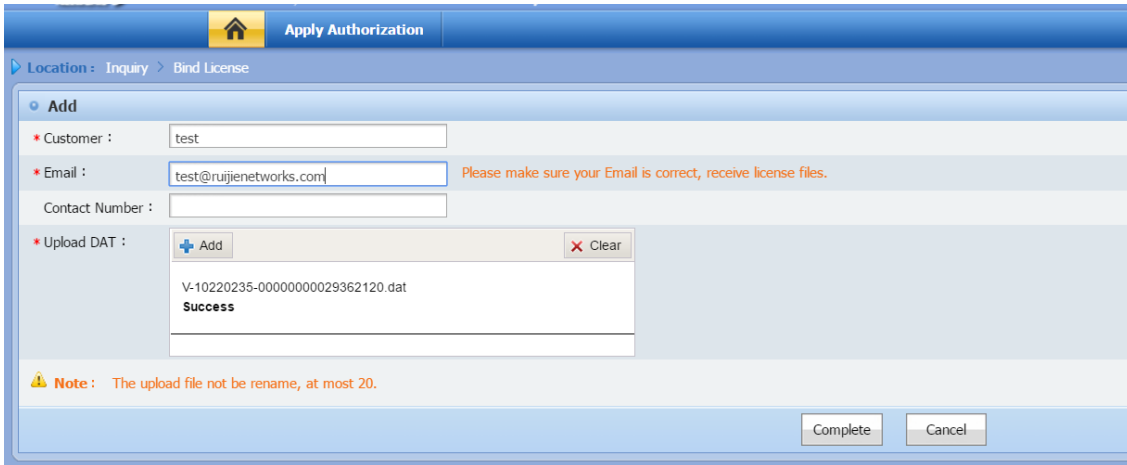 Apply Authorization
Location : Inquiry > Bind License
Add
* Customer : test
* Email : test@ruijienetworks.com Please make sure your Email is correct, receive license files.
Contact Number :
* Upload DAT : Add Clear
V-10220235-00000000029362120.dat
Success
Note : The upload file not be rename, at most 20.
Complete Cancel